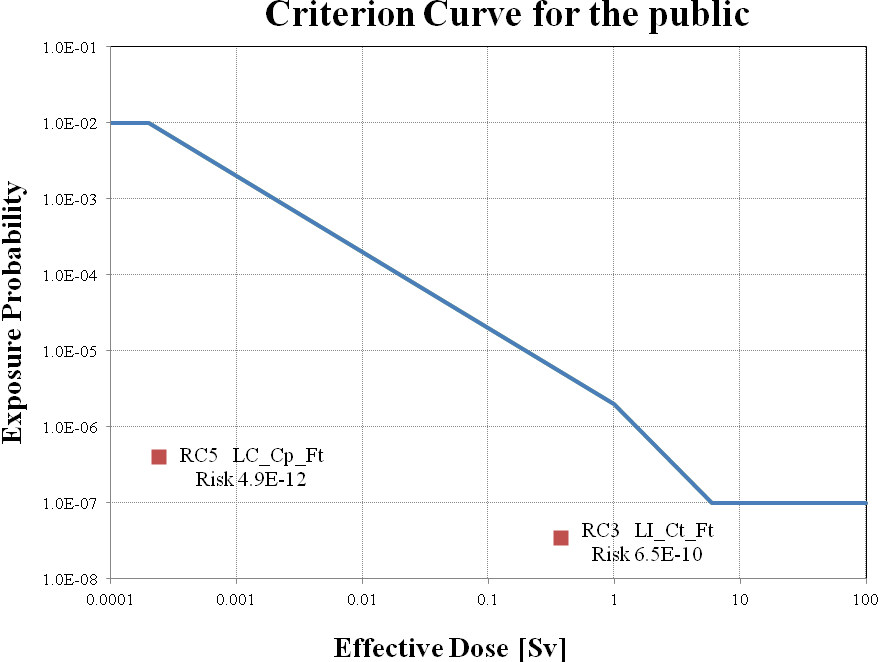 Criterion Curve for the public
1.0E-01
1.0E-02
1.0E-03
1.0E-04
1.0E-05
1.0E-06
1.0E-07
1.0E-08
Exposure Probability
RC5 LC_Cp_Ft
Risk 4.9E-12
RC3 LI_Ct_Ft
Risk 6.5E-10
0.0001 0.001 0.01 0.1 1 10 100
Effective Dose [Sv]